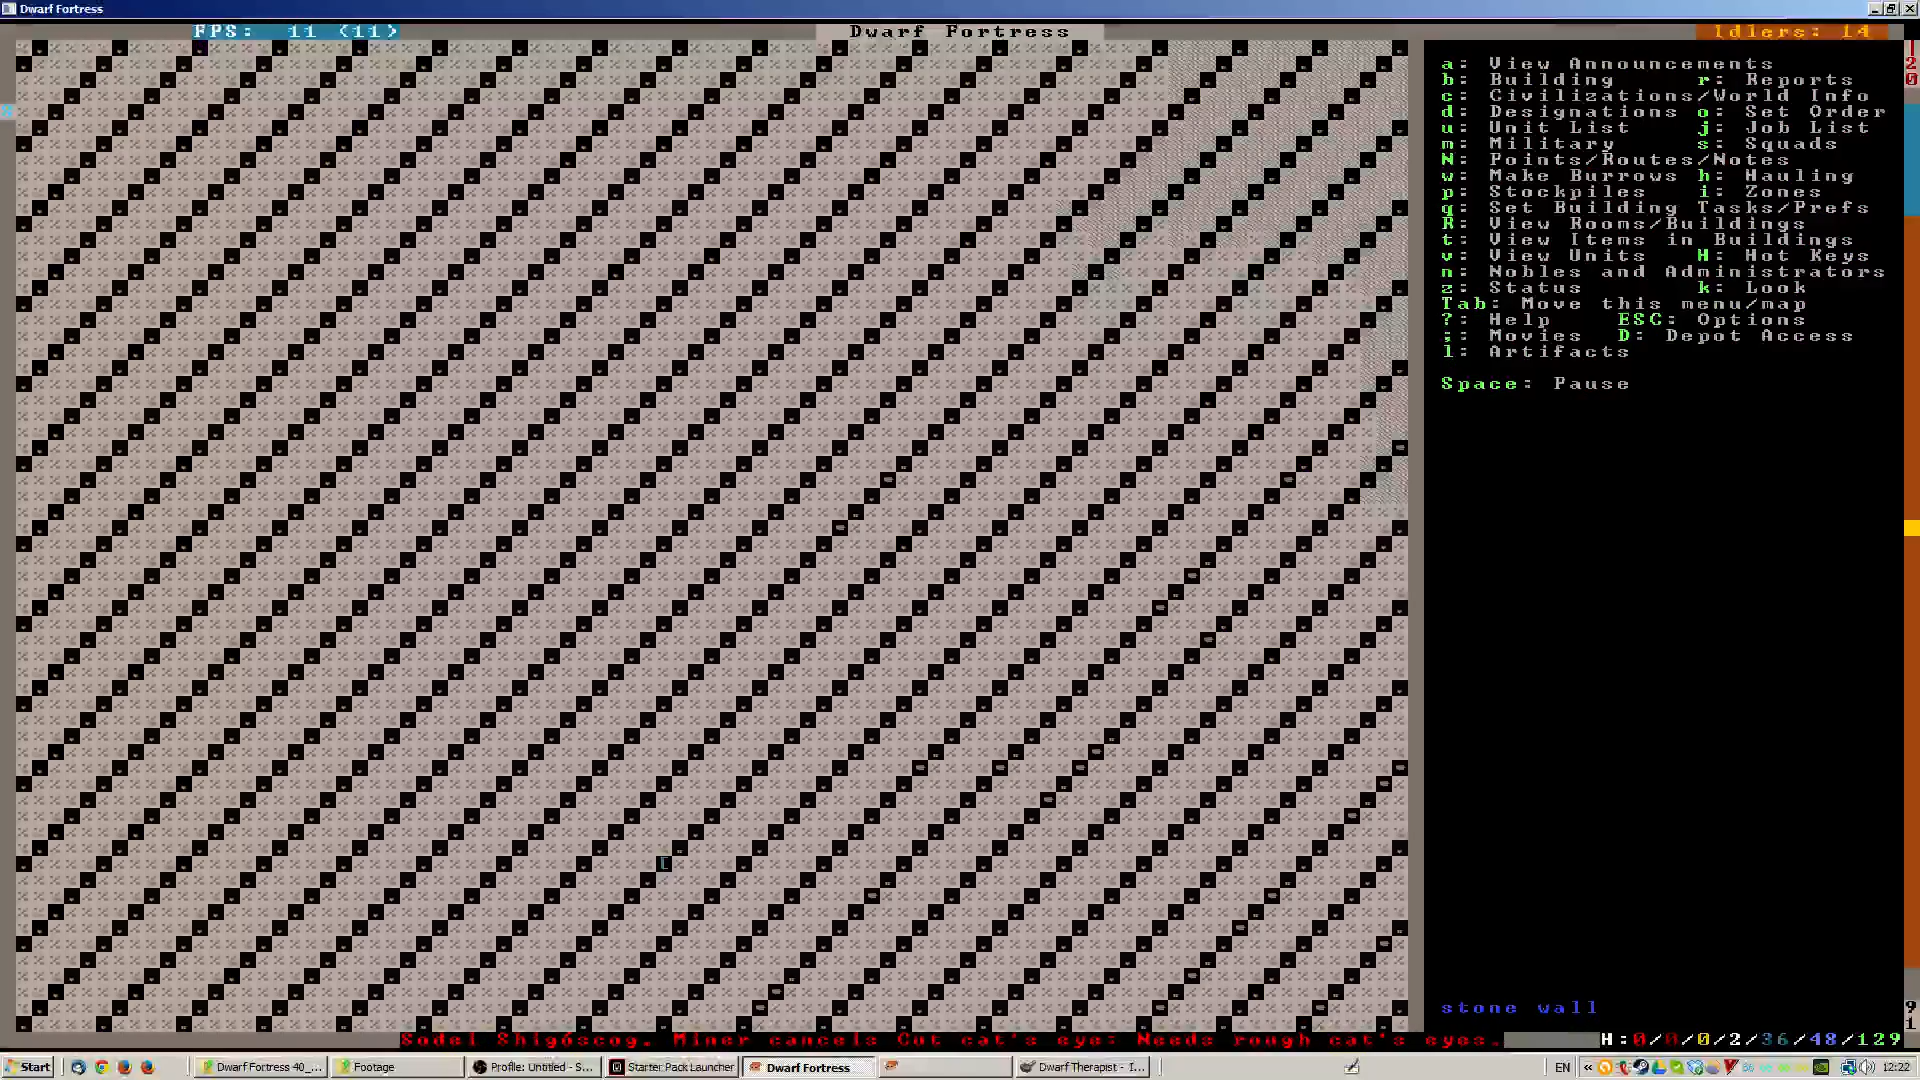 Dwarf Fortress
FPS: 11 (11)
Dwarf Fortress
Idlers: 14
a: View Announcements
b: Building r: Reports
c: Civilizations/World Info
d: Designations o: Set Order
u: Unit List j: Job List
m: Military s: Squads
N: Points/Routes/Notes
w: Make Burrows h: Hauling
p: Stockpiles i: Zones
q: Set Building Tasks/Prefs
R: View Rooms/Buildings
t: View Items in Buildings
v: View Units H: Hot Keys
n: Nobles and Administrators
z: Status k: Look
Tab: Move this menu/map
?: Help ESC: Options
;: Movies D: Depot Access
l: Artifacts
Space: Pause
stone wall
Sodel Shigóscog, Miner cancels Cut cat's eye: Needs rough cat's eyes.
H:0/0/0/2/36/48/129
Start
Dwarf Fortress 40_...
Footage
Profile: Untitled - S...
Starter Pack Launcher
Dwarf Fortress
Dwarf Therapist - I...
EN
12:22